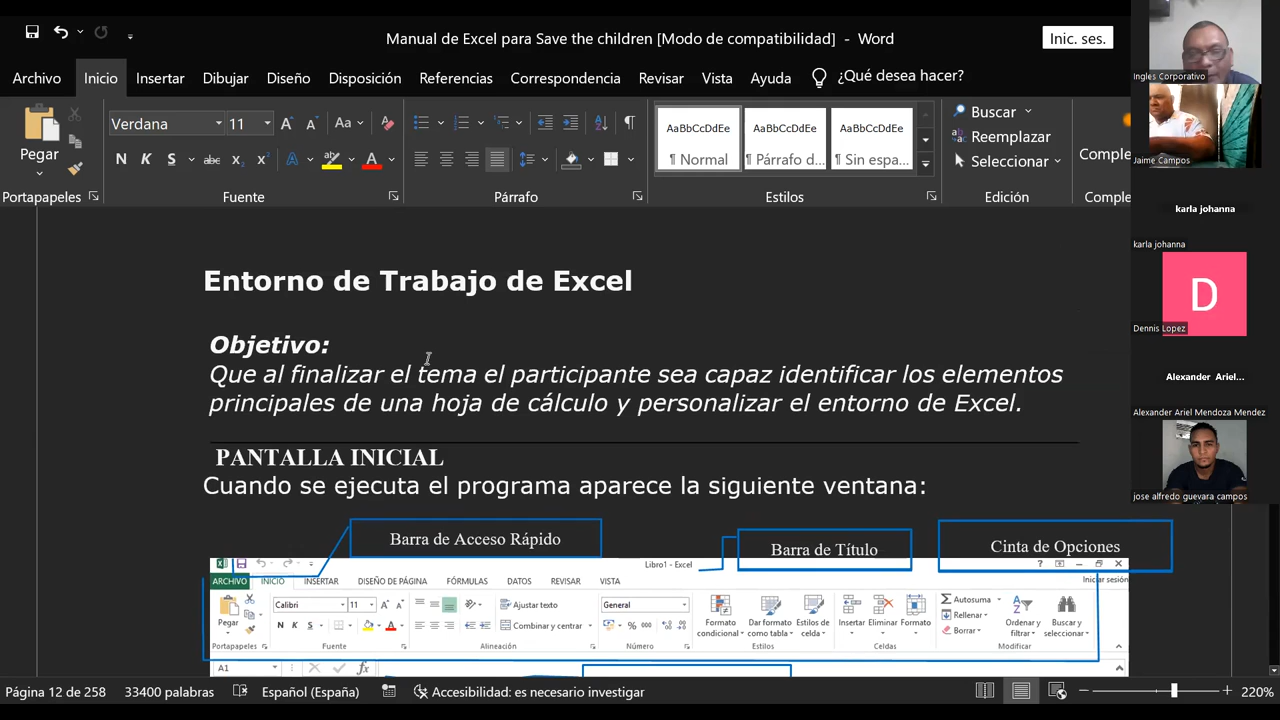 Manual de Excel para Save the children [Modo de compatibilidad] - Word
Inic. ses.
Archivo Inicio Insertar Dibujar Diseño Disposición Referencias Correspondencia Revisar Vista Ayuda ¿Qué desea hacer?
Pegar
Portapapeles
Verdana 11
Aa
N K S abc x₂ x² A A
Fuente
Párrafo
AaBbCcDdEe AaBbCcDdEe AaBbCcDdEe
¶ Normal ¶ Párrafo d... ¶ Sin espa...
Estilos
Buscar
Reemplazar
Seleccionar
Edición
Comple
Comple
Ingles Corporativo
Jaime Campos
karla johanna
karla johanna
D
Dennis Lopez
Alexander Ariel...
Alexander Ariel Mendoza Mendez
jose alfredo guevara campos
Entorno de Trabajo de Excel
Objetivo:
Que al finalizar el tema el participante sea capaz identificar los elementos
principales de una hoja de cálculo y personalizar el entorno de Excel.
PANTALLA INICIAL
Cuando se ejecuta el programa aparece la siguiente ventana:
Barra de Acceso Rápido
Barra de Título
Cinta de Opciones
Libro1 - Excel
ARCHIVO INICIO INSERTAR DISEÑO DE PÁGINA FÓRMULAS DATOS REVISAR VISTA
Iniciar sesión
Pegar
Portapapeles
Calibri 11
N K S
Fuente
Ajustar texto
Combinar y centrar
Alineación
General
% 000
Número
Formato condicional
Dar formato como tabla
Estilos de celda
Estilos
Insertar Eliminar Formato
Celdas
Autosuma
Rellenar
Borrar
Ordenar y filtrar
Buscar y seleccionar
Modificar
A1
fx
Página 12 de 258 33400 palabras Español (España) Accesibilidad: es necesario investigar 220%